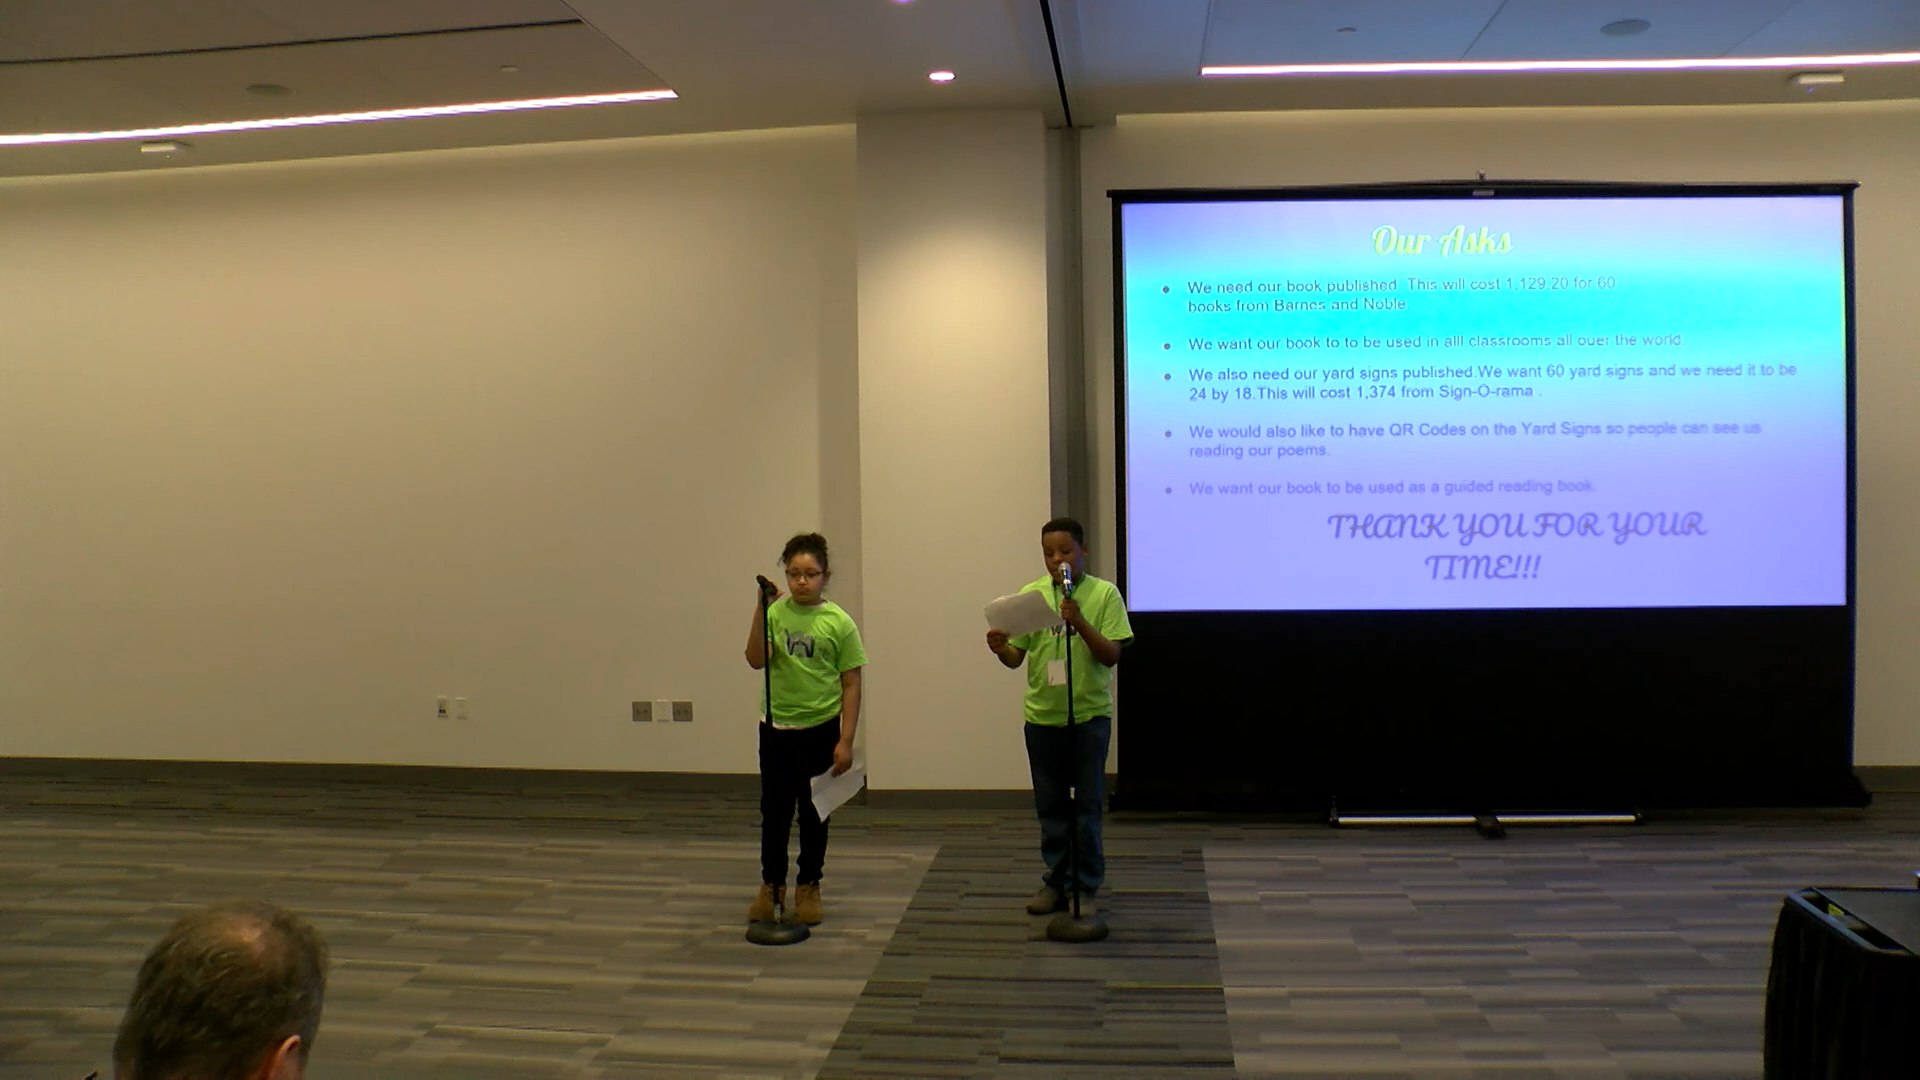 Our Asks
We need our book published. This will cost 1,129.20 for 60
books from Barnes and Noble.
We want our book to to be used in alll classrooms all ouer the world.
We also need our yard signs published.We want 60 yard signs and we need it to be
24 by 18.This will cost 1,374 from Sign-O-rama .
We would also like to have QR Codes on the Yard Signs so people can see us
reading our poems.
We want our book to be used as a guided reading book.
THANK YOU FOR YOUR
TIME!!!